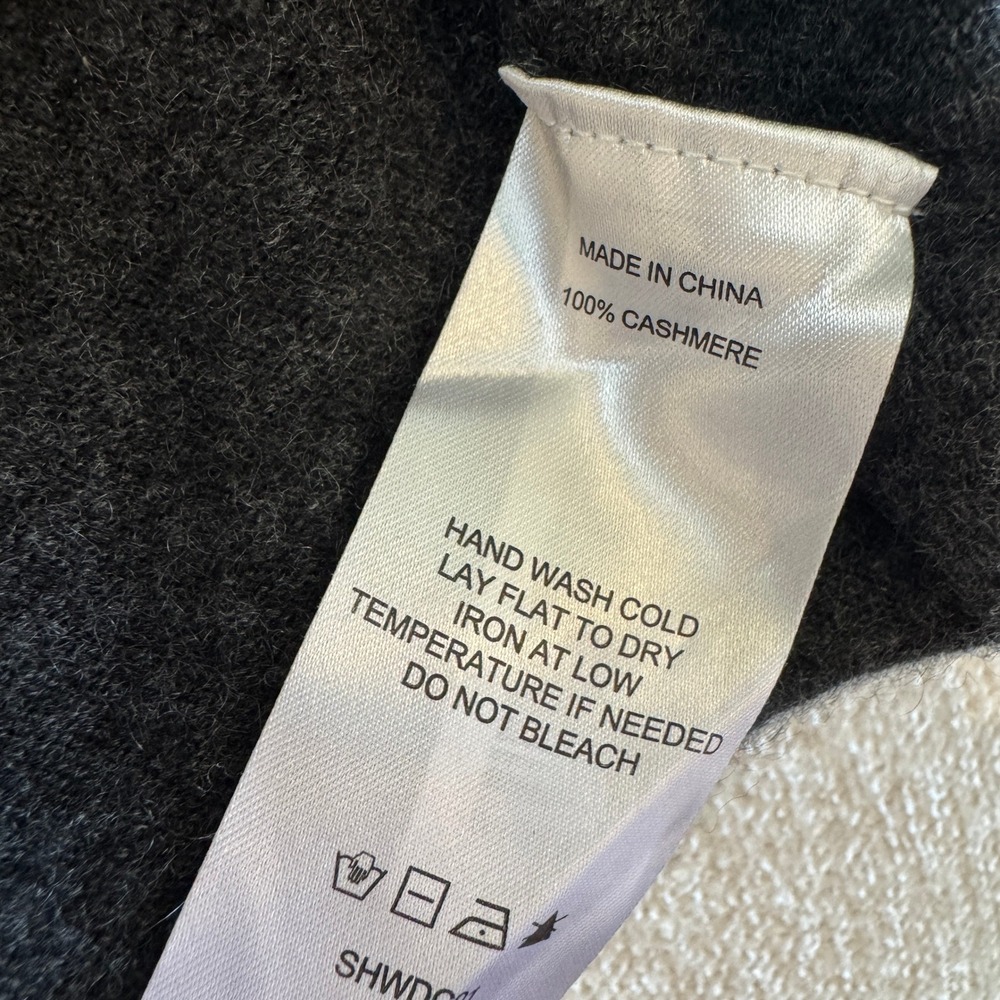 MADE IN CHINA
100% CASHMERE
HAND WASH COLD
LAY FLAT TO DRY
IRON AT LOW
TEMPERATURE IF NEEDED
DO NOT BLEACH